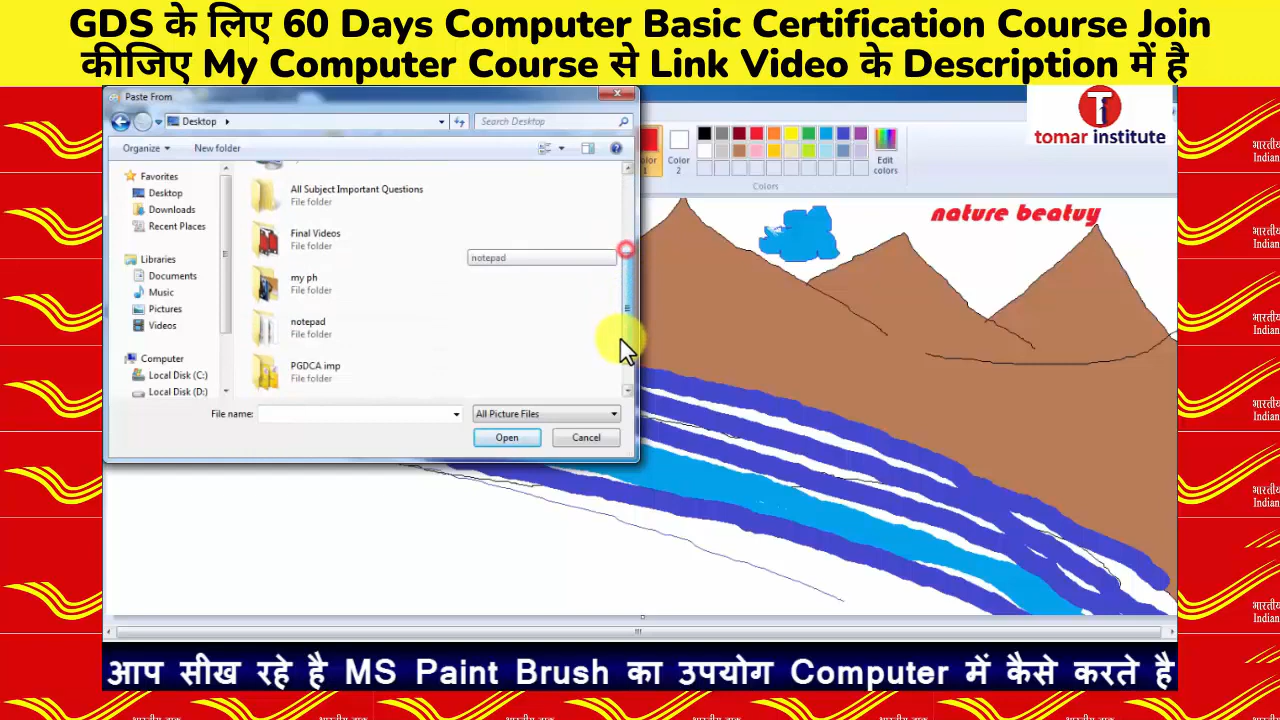 GDS के लिए 60 Days Computer Basic Certification Course Join
कीजिए My Computer Course से Link Video के Description में है
Paste From
Desktop
Search Desktop
Organize
New folder
Favorites
Desktop
Downloads
Recent Places
Libraries
Documents
Music
Pictures
Videos
Computer
Local Disk (C:)
Local Disk (D:)
All Subject Important Questions
File folder
Final Videos
File folder
my ph
File folder
notepad
File folder
PGDCA imp
File folder
notepad
File name:
All Picture Files
Open
Cancel
Color
2
Edit
colors
Colors
tomar institute
nature beatuy
आप सीख रहे है MS Paint Brush का उपयोग Computer में कैसे करते है